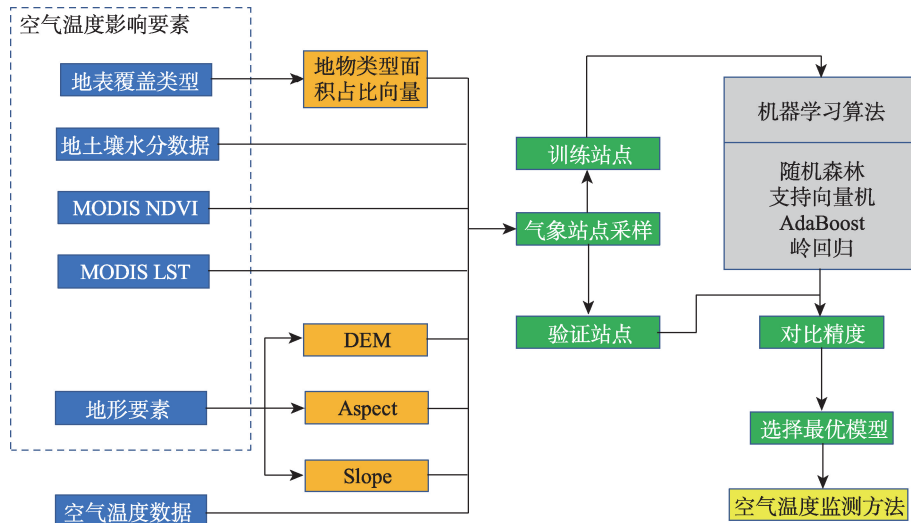 空气温度影响要素
地表覆盖类型
地物类型面
积占比向量
地土壤水分数据
MODIS NDVI
MODIS LST
地形要素
DEM
Aspect
Slope
空气温度数据
训练站点
气象站点采样
验证站点
机器学习算法
随机森林
支持向量机
AdaBoost
岭回归
对比精度
选择最优模型
空气温度监测方法